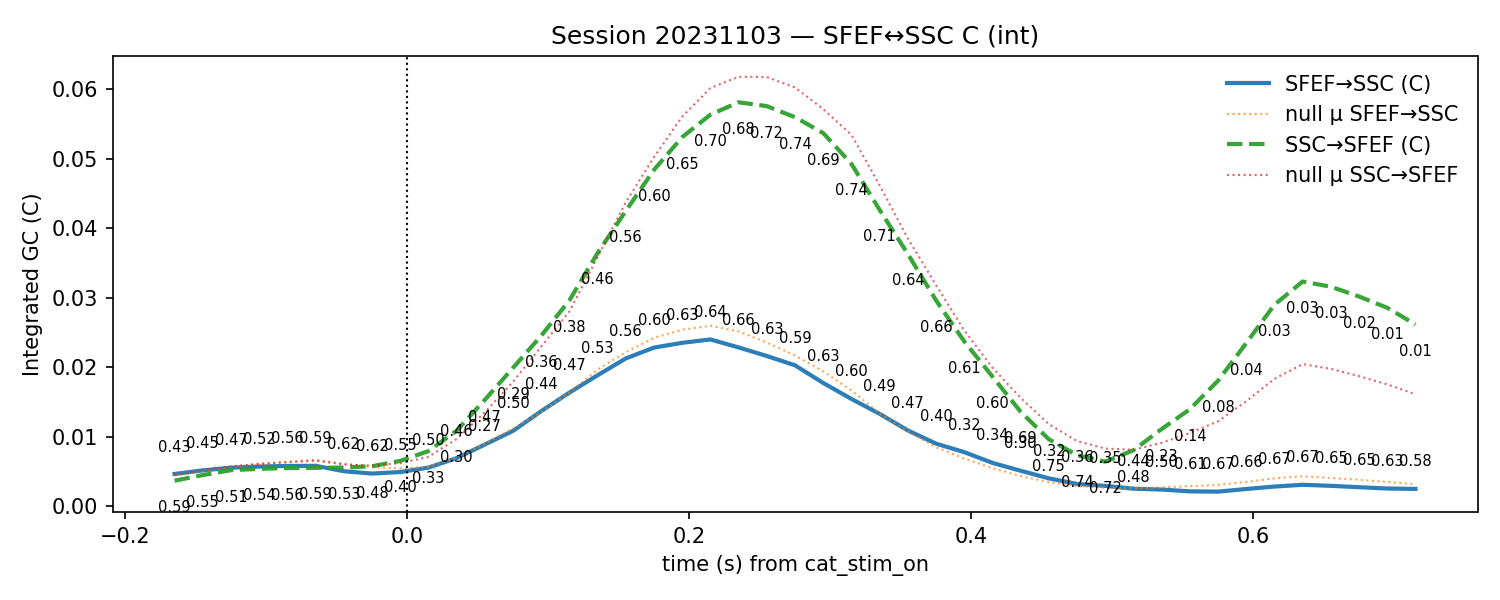 Session 20231103 — SFEF↔SSC C (int)
Integrated GC (C)
0.06
0.05
0.04
0.03
0.02
0.01
0.00
SFEF→SSC (C)
null μ SFEF→SSC
SSC→SFEF (C)
null μ SSC→SFEF
0.43 0.45 0.47 0.52 0.56 0.59 0.62 0.62 0.55 0.50 0.46 0.47 0.50 0.44 0.47 0.53 0.56 0.60 0.63 0.64 0.66 0.63 0.59 0.63 0.60 0.49 0.47 0.40 0.32 0.34 0.30 0.32 0.36 0.35 0.44 0.50 0.61 0.67 0.66 0.67 0.67 0.65 0.65 0.63 0.58
0.59 0.55 0.51 0.54 0.56 0.59 0.53 0.48 0.40 0.33 0.30 0.27 0.29 0.36 0.38 0.46 0.56 0.60 0.65 0.70 0.68 0.72 0.74 0.69 0.74 0.71 0.64 0.66 0.61 0.60 0.69 0.75 0.74 0.72 0.48 0.23 0.14 0.08 0.04 0.03 0.03 0.03 0.02 0.01 0.01
−0.2 0.0 0.2 0.4 0.6
time (s) from cat_stim_on